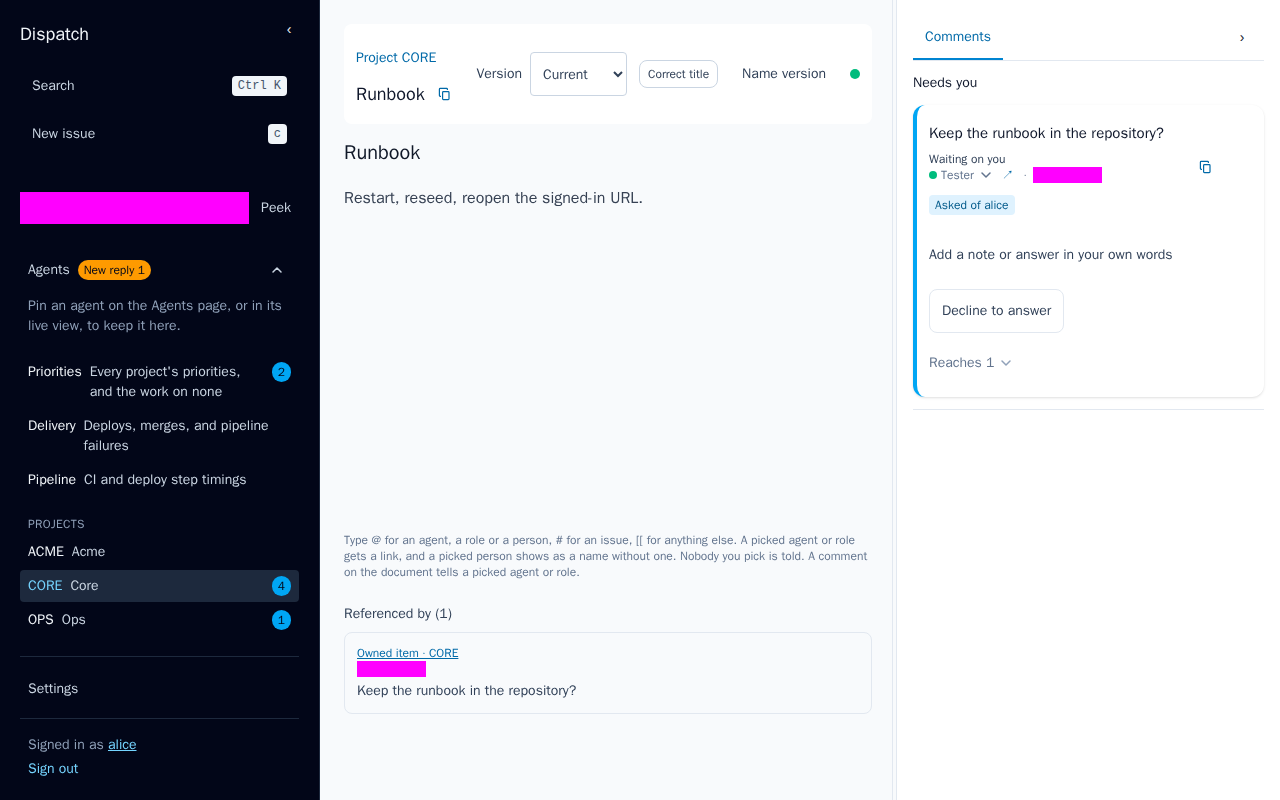 Dispatch
Search
Ctrl K
New issue
C
Peek
Agents
New reply 1
Pin an agent on the Agents page, or in its
live view, to keep it here.
Priorities
Every project's priorities,
and the work on none
2
Delivery
Deploys, merges, and pipeline
failures
Pipeline
CI and deploy step timings
PROJECTS
ACME Acme
CORE Core
4
OPS Ops
1
Settings
Signed in as alice
Sign out
Project CORE
Runbook
Version
Current
Correct title
Name version
Runbook
Restart, reseed, reopen the signed-in URL.
Type @ for an agent, a role or a person, # for an issue, [[ for anything else. A picked agent or role
gets a link, and a picked person shows as a name without one. Nobody you pick is told. A comment
on the document tells a picked agent or role.
Referenced by (1)
Owned item · CORE
Keep the runbook in the repository?
Comments
Needs you
Keep the runbook in the repository?
Waiting on you
Tester
·
Asked of alice
Add a note or answer in your own words
Decline to answer
Reaches 1